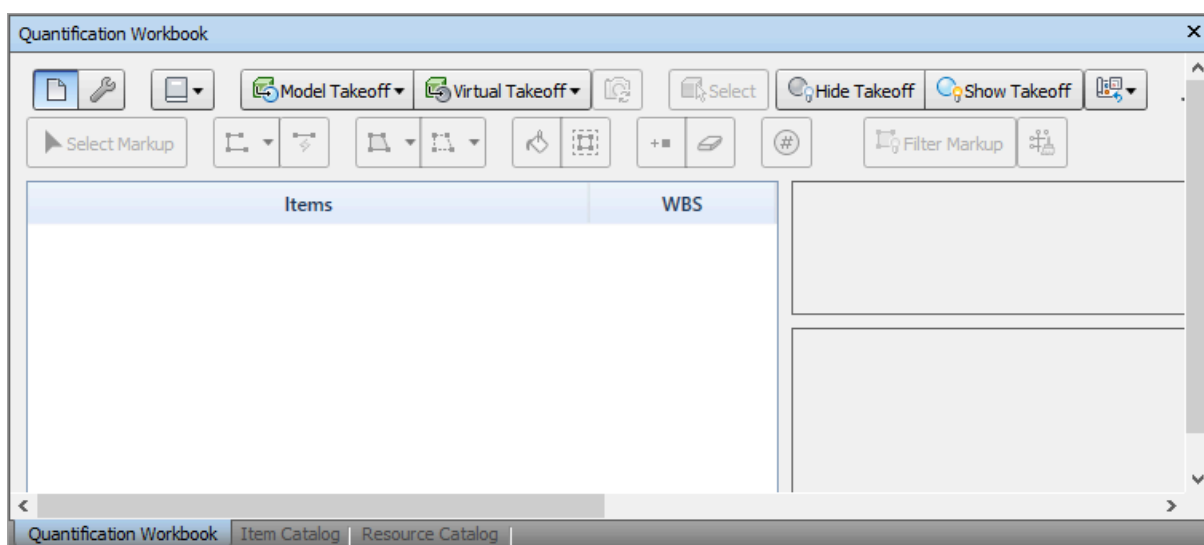 Quantification Workbook
Model Takeoff Virtual Takeoff Select Hide Takeoff Show Takeoff
Select Markup # Filter Markup
Items WBS
Quantification Workbook Item Catalog Resource Catalog